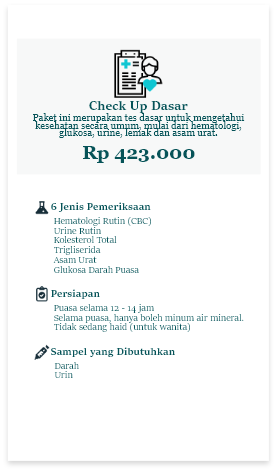 Check Up Dasar
Paket ini merupakan tes dasar untuk mengetahui
kesehatan secara umum, mulai dari hematologi,
glukosa, urine, lemak dan asam urat.
Rp 423.000
6 Jenis Pemeriksaan
Hematologi Rutin (CBC)
Urine Rutin
Kolesterol Total
Trigliserida
Asam Urat
Glukosa Darah Puasa
Persiapan
Puasa selama 12 - 14 jam
Selama puasa, hanya boleh minum air mineral.
Tidak sedang haid (untuk wanita)
Sampel yang Dibutuhkan
Darah
Urin